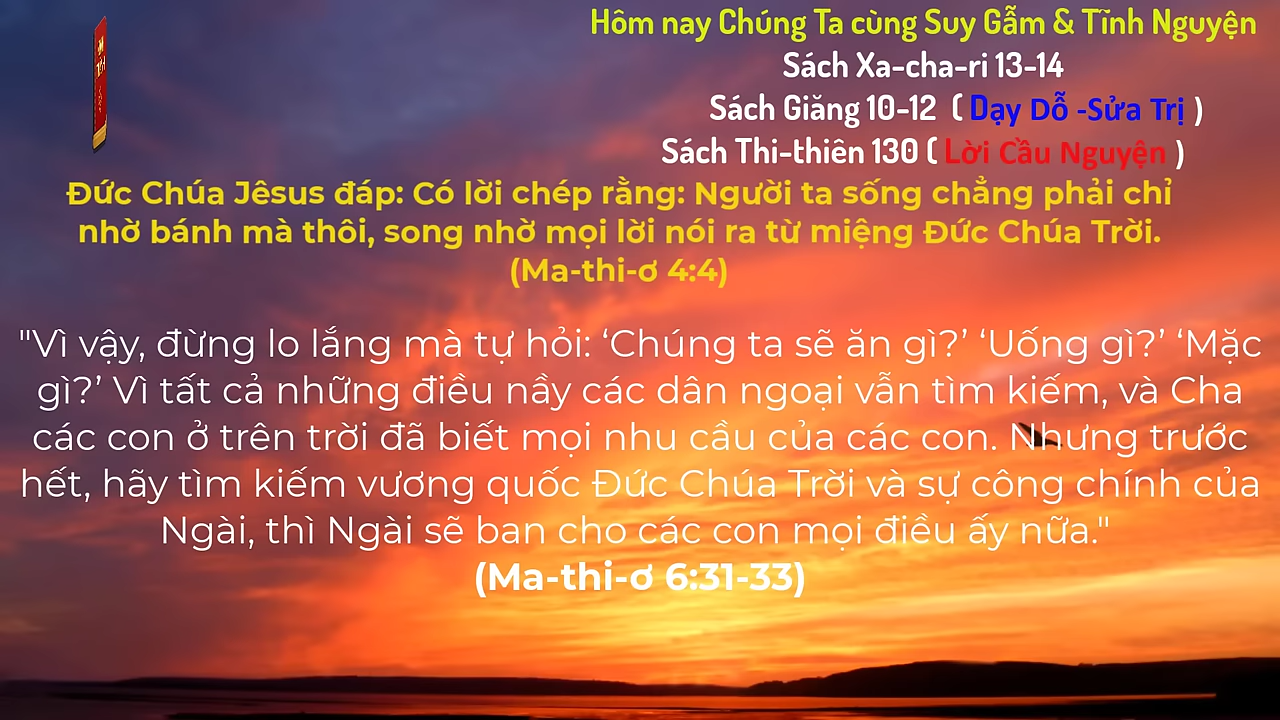 Hôm nay Chúng Ta cùng Suy Gẫm & Tĩnh Nguyện
Sách Xa-cha-ri 13-14
Sách Giăng 10-12 ( Dạy Dỗ -Sửa Trị )
Sách Thi-thiên 130 ( Lời Cầu Nguyện )
Đức Chúa Jêsus đáp: Có lời chép rằng: Người ta sống chẳng phải chỉ
nhờ bánh mà thôi, song nhờ mọi lời nói ra từ miệng Đức Chúa Trời.
(Ma-thi-ơ 4:4)
"Vì vậy, đừng lo lắng mà tự hỏi: ‘Chúng ta sẽ ăn gì?’ ‘Uống gì?’ ‘Mặc
gì?’ Vì tất cả những điều nầy các dân ngoại vẫn tìm kiếm, và Cha
các con ở trên trời đã biết mọi nhu cầu của các con. Nhưng trước
hết, hãy tìm kiếm vương quốc Đức Chúa Trời và sự công chính của
Ngài, thì Ngài sẽ ban cho các con mọi điều ấy nữa."
(Ma-thi-ơ 6:31-33)